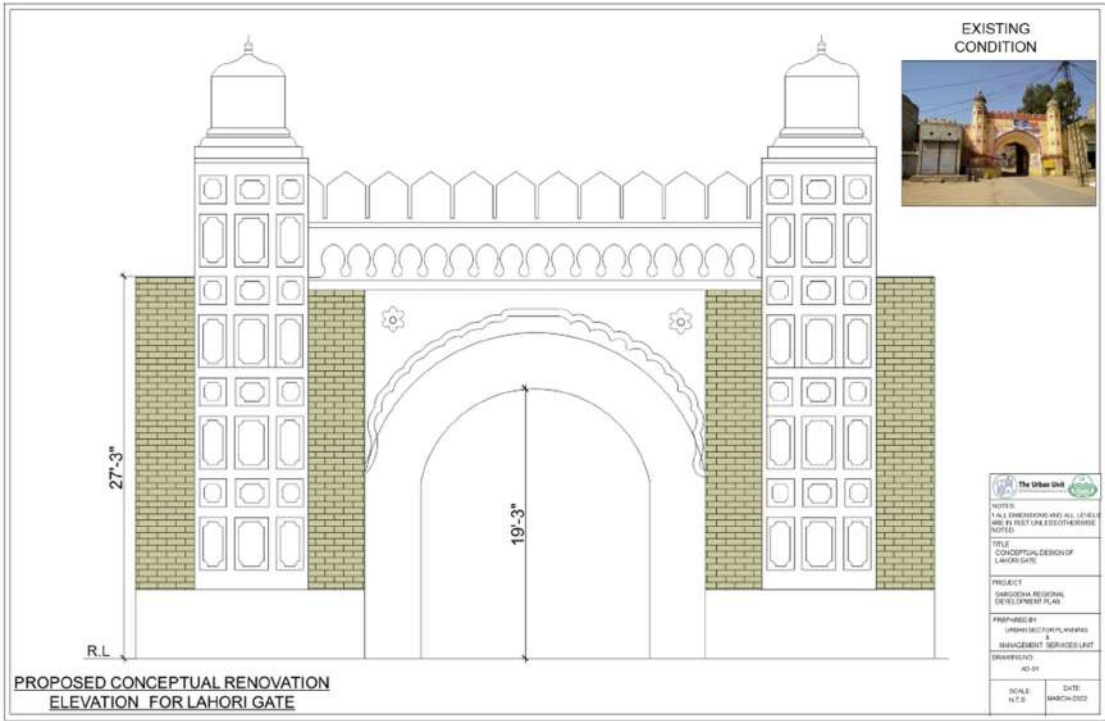 EXISTING
CONDITION
27'-3"
19'-3"
R.L
PROPOSED CONCEPTUAL RENOVATION
ELEVATION FOR LAHORI GATE
The Urban Unit
NOTES:
1 ALL DIMENSIONS AND ALL LEVELS
ARE IN FEET UNLESS OTHERWISE
NOTED.
TITLE
CONCEPTUAL DESIGN OF
LAHORI GATE
PROJECT
SARGODHA REGIONAL
DEVELOPMENT PLAN
PREPARED BY
URBAN SECTOR PLANNING
&
MANAGEMENT SERVICES UNIT
DRAWING NO
SCALE
N.T.S
DATE
MARCH-2022